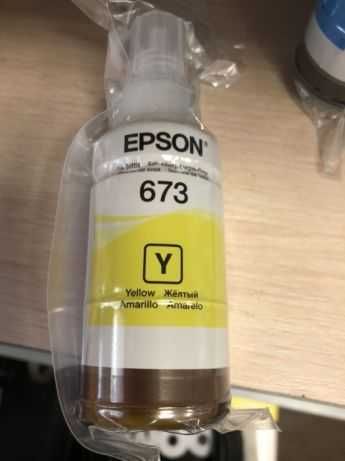 EPSON
673
Y
Yellow Жёлтый
Amarillo Amarelo